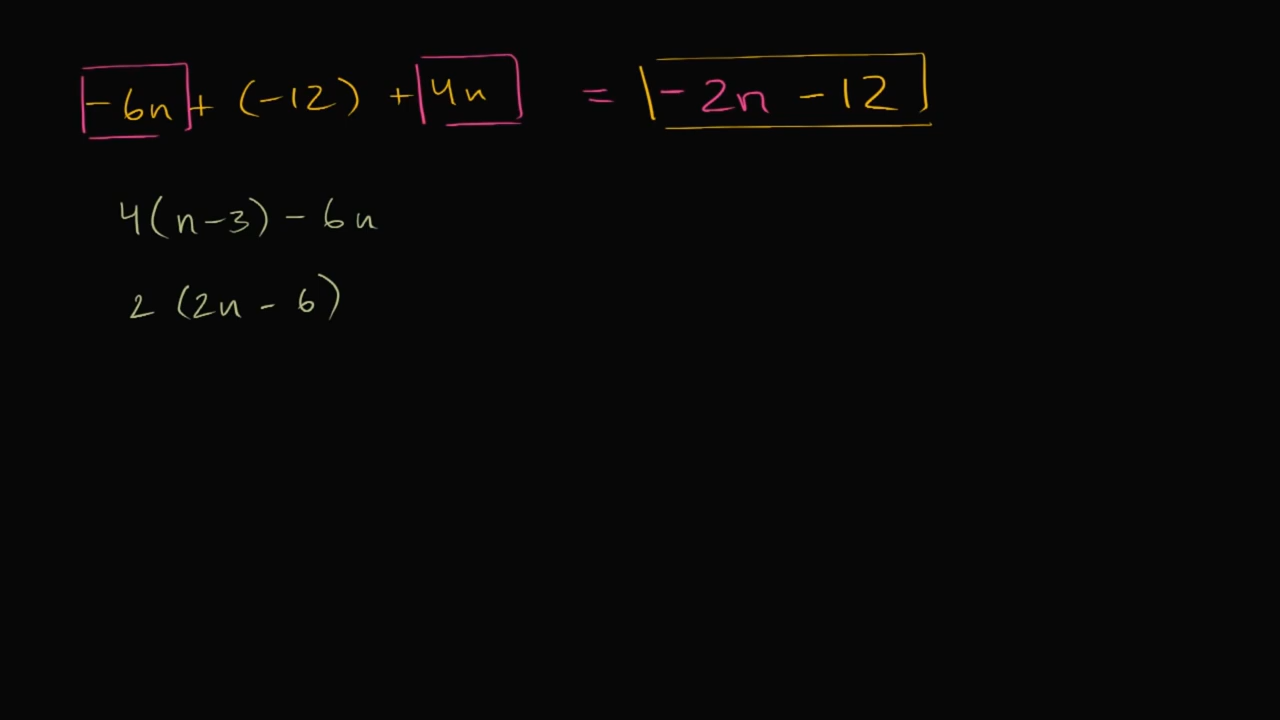 -6n + (-12) + 4n = -2n - 12
4(n-3) - 6n
2 (2n - 6)